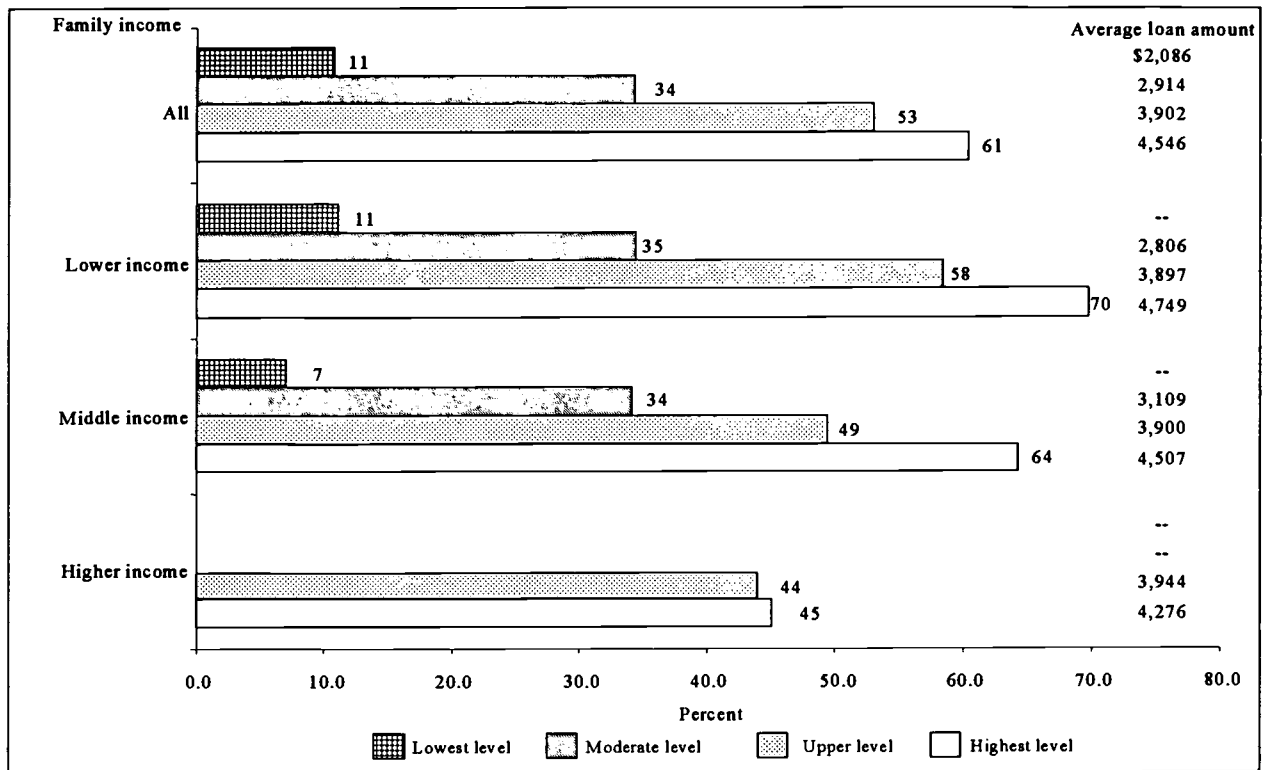 Family income
Average loan amount
11 $2,086
34 2,914
All
53 3,902
61 4,546
11 --
35 2,806
Lower income
58 3,897
70 4,749
7 --
34 3,109
Middle income
49 3,900
64 4,507
--
--
Higher income
44 3,944
45 4,276
0.0 10.0 20.0 30.0 40.0 50.0 60.0 70.0 80.0
Percent
Lowest level Moderate level Upper level Highest level